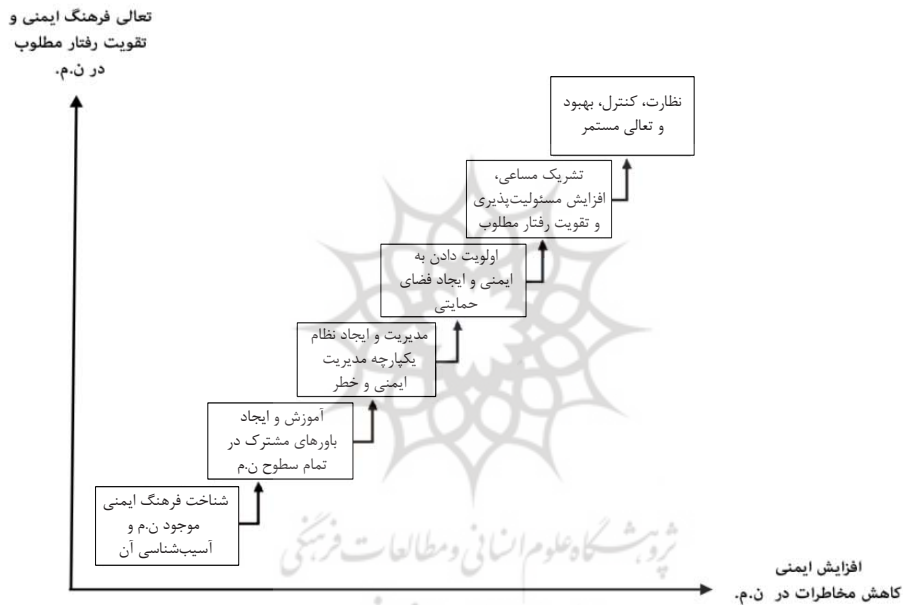 تعالی فرهنگ ایمنی و
تقویت رفتار مطلوب
در ن.م.
نظارت، کنترل، بهبود
و تعالی مستمر
تشریک مساعی،
افزایش مسئولیت‌پذیری
و تقویت رفتار مطلوب
اولویت دادن به
ایمنی و ایجاد فضای
حمایتی
مدیریت و ایجاد نظام
یکپارچه مدیریت
ایمنی و خطر
آموزش و ایجاد
باورهای مشترک در
تمام سطوح ن.م
شناخت فرهنگ ایمنی
موجود ن.م و
آسیب‌شناسی آن
پژوهشگاه علوم انسانی و مطالعات فرهنگی
افزایش ایمنی
کاهش مخاطرات در ن.م.